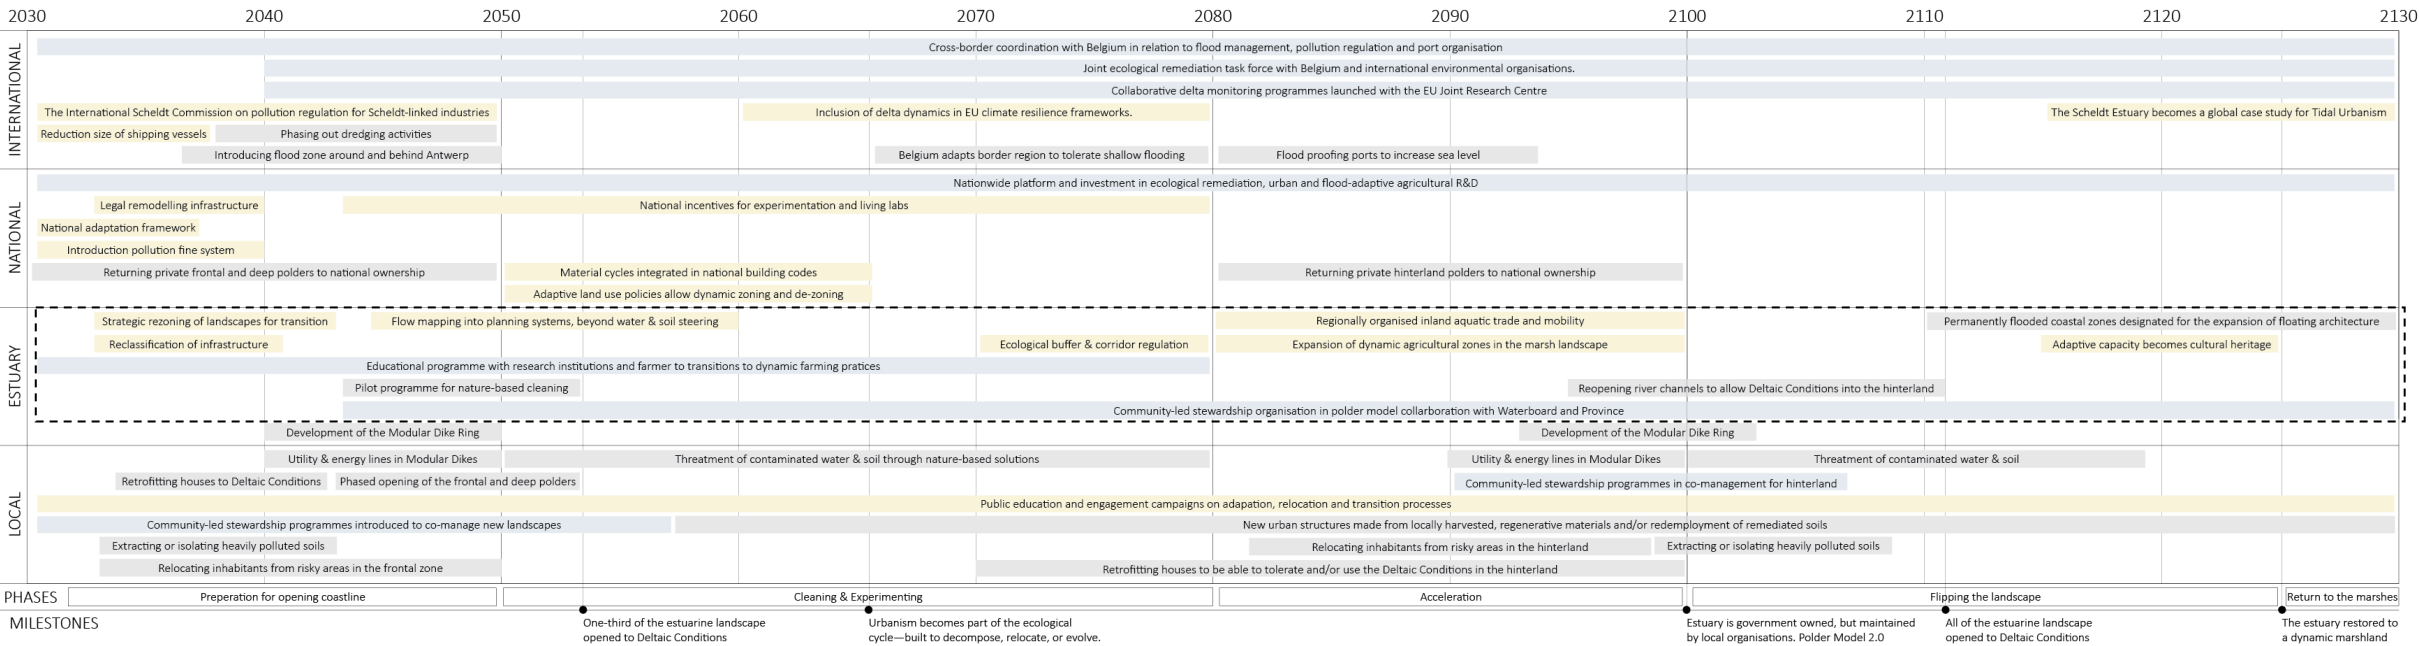 2030 2040 2050 2060 2070 2080 2090 2100 2110 2120 2130
INTERNATIONAL
Cross-border coordination with Belgium in relation to flood management, pollution regulation and port organisation
Joint ecological remediation task force with Belgium and international environmental organisations.
Collaborative delta monitoring programmes launched with the EU Joint Research Centre
The International Scheldt Commission on pollution regulation for Scheldt-linked industries
Inclusion of delta dynamics in EU climate resilience frameworks.
The Scheldt Estuary becomes a global case study for Tidal Urbanism
Reduction size of shipping vessels
Phasing out dredging activities
Introducing flood zone around and behind Antwerp
Belgium adapts border region to tolerate shallow flooding
Flood proofing ports to increase sea level
NATIONAL
Nationwide platform and investment in ecological remediation, urban and flood-adaptive agricultural R&D
Legal remodelling infrastructure
National incentives for experimentation and living labs
National adaptation framework
Introduction pollution fine system
Returning private frontal and deep polders to national ownership
Material cycles integrated in national building codes
Returning private hinterland polders to national ownership
Adaptive land use policies allow dynamic zoning and de-zoning
ESTUARY
Strategic rezoning of landscapes for transition
Flow mapping into planning systems, beyond water & soil steering
Regionally organised inland aquatic trade and mobility
Permanently flooded coastal zones designated for the expansion of floating architecture
Reclassification of infrastructure
Ecological buffer & corridor regulation
Expansion of dynamic agricultural zones in the marsh landscape
Adaptive capacity becomes cultural heritage
Educational programme with research institutions and farmer to transitions to dynamic farming pratices
Pilot programme for nature-based cleaning
Reopening river channels to allow Deltaic Conditions into the hinterland
Community-led stewardship organisation in polder model collarboration with Waterboard and Province
Development of the Modular Dike Ring
Development of the Modular Dike Ring
LOCAL
Utility & energy lines in Modular Dikes
Threatment of contaminated water & soil through nature-based solutions
Utility & energy lines in Modular Dikes
Threatment of contaminated water & soil
Retrofitting houses to Deltaic Conditions
Phased opening of the frontal and deep polders
Community-led stewardship programmes in co-management for hinterland
Public education and engagement campaigns on adapation, relocation and transition processes
Community-led stewardship programmes introduced to co-manage new landscapes
New urban structures made from locally harvested, regenerative materials and/or redemployment of remediated soils
Extracting or isolating heavily polluted soils
Relocating inhabitants from risky areas in the hinterland
Extracting or isolating heavily polluted soils
Relocating inhabitants from risky areas in the frontal zone
Retrofitting houses to be able to tolerate and/or use the Deltaic Conditions in the hinterland
PHASES
Preparation for opening coastline
Cleaning & Experimenting
Acceleration
Flipping the landscape
Return to the marshes
MILESTONES
One-third of the estuarine landscape
opened to Deltaic Conditions
Urbanism becomes part of the ecological
cycle—built to decompose, relocate, or evolve.
Estuary is government owned, but maintained
by local organisations. Polder Model 2.0
All of the estuarine landscape
opened to Deltaic Conditions
The estuary restored to
a dynamic marshland